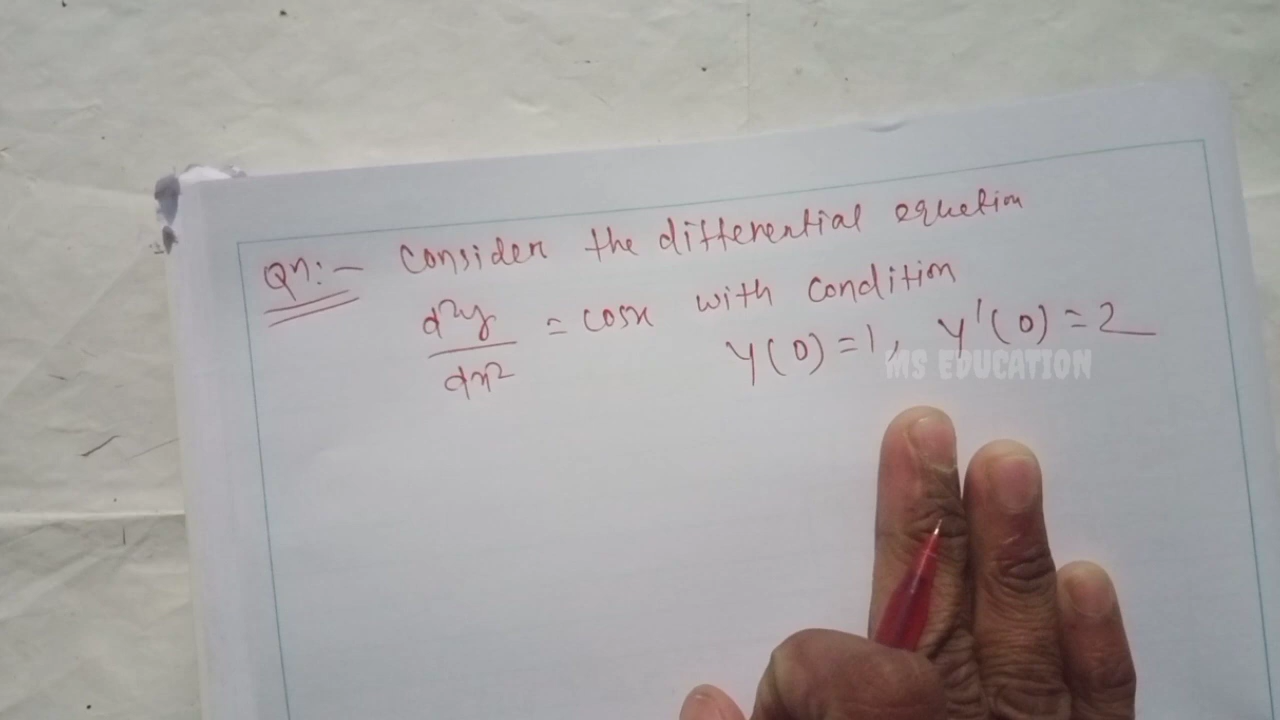 Qn:- Consider the differential equation
d²y/dx² = cosx with condition
y(0)=1, y'(0)=2
MS EDUCATION